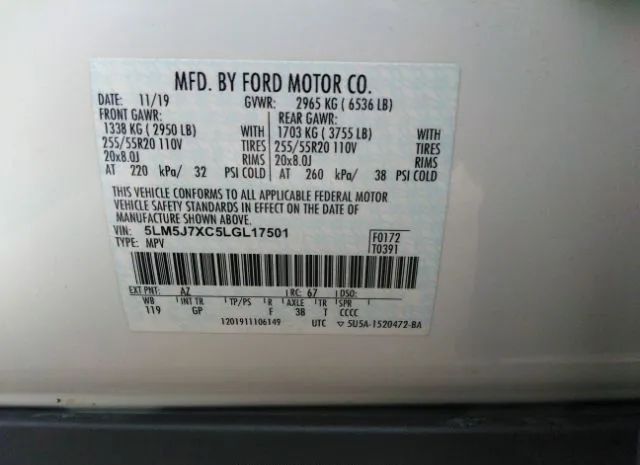 MFD. BY FORD MOTOR CO.
DATE: 11/19 GVWR: 2965 KG ( 6536 LB)
FRONT GAWR: REAR GAWR:
1338 KG ( 2950 LB) WITH 1703 KG ( 3755 LB) WITH
255/55R20 110V TIRES 255/55R20 110V TIRES
20x8.0J RIMS 20x8.0J RIMS
AT 220 kPa/ 32 PSI COLD AT 260 kPa/ 38 PSI COLD
THIS VEHICLE CONFORMS TO ALL APPLICABLE FEDERAL MOTOR
VEHICLE SAFETY STANDARDS IN EFFECT ON THE DATE OF
MANUFACTURE SHOWN ABOVE.
VIN: 5LM5J7XC5LGL17501 F0172
TYPE: MPV T0391
EXT PNT: AZ RC: 67 DSO:
WB INT TR TP/PS R AXLE TR SPR
119 GP F 38 T CCCC
1201911106149 UTC ▽ 5U5A-1520472-BA